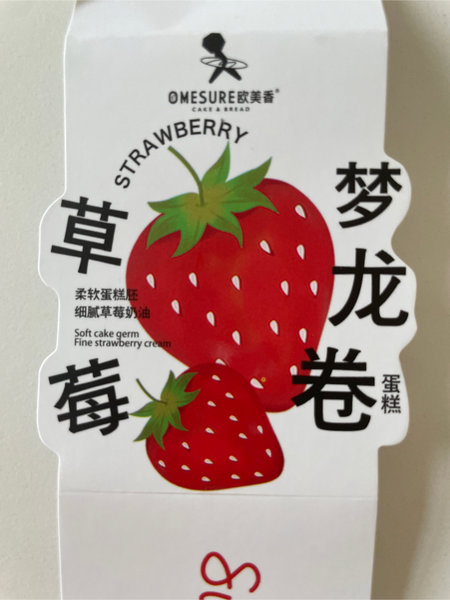 OMESURE欧美香®
CAKE & BREAD
STRAWBERRY
草莓
梦龙卷
蛋糕
柔软蛋糕胚
细腻草莓奶油
Soft cake germ
Fine strawberry cream